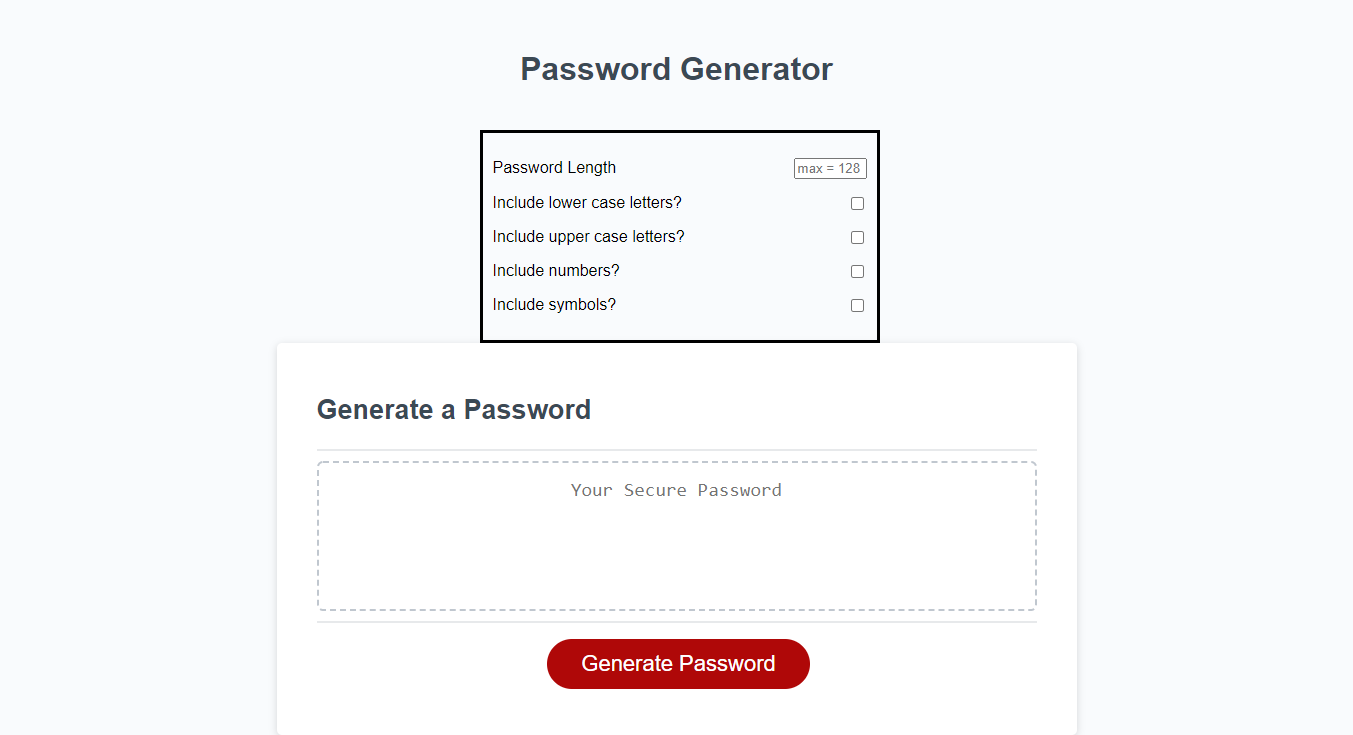 Password Generator
Password Length max = 128
Include lower case letters?
Include upper case letters?
Include numbers?
Include symbols?
Generate a Password
Your Secure Password
Generate Password